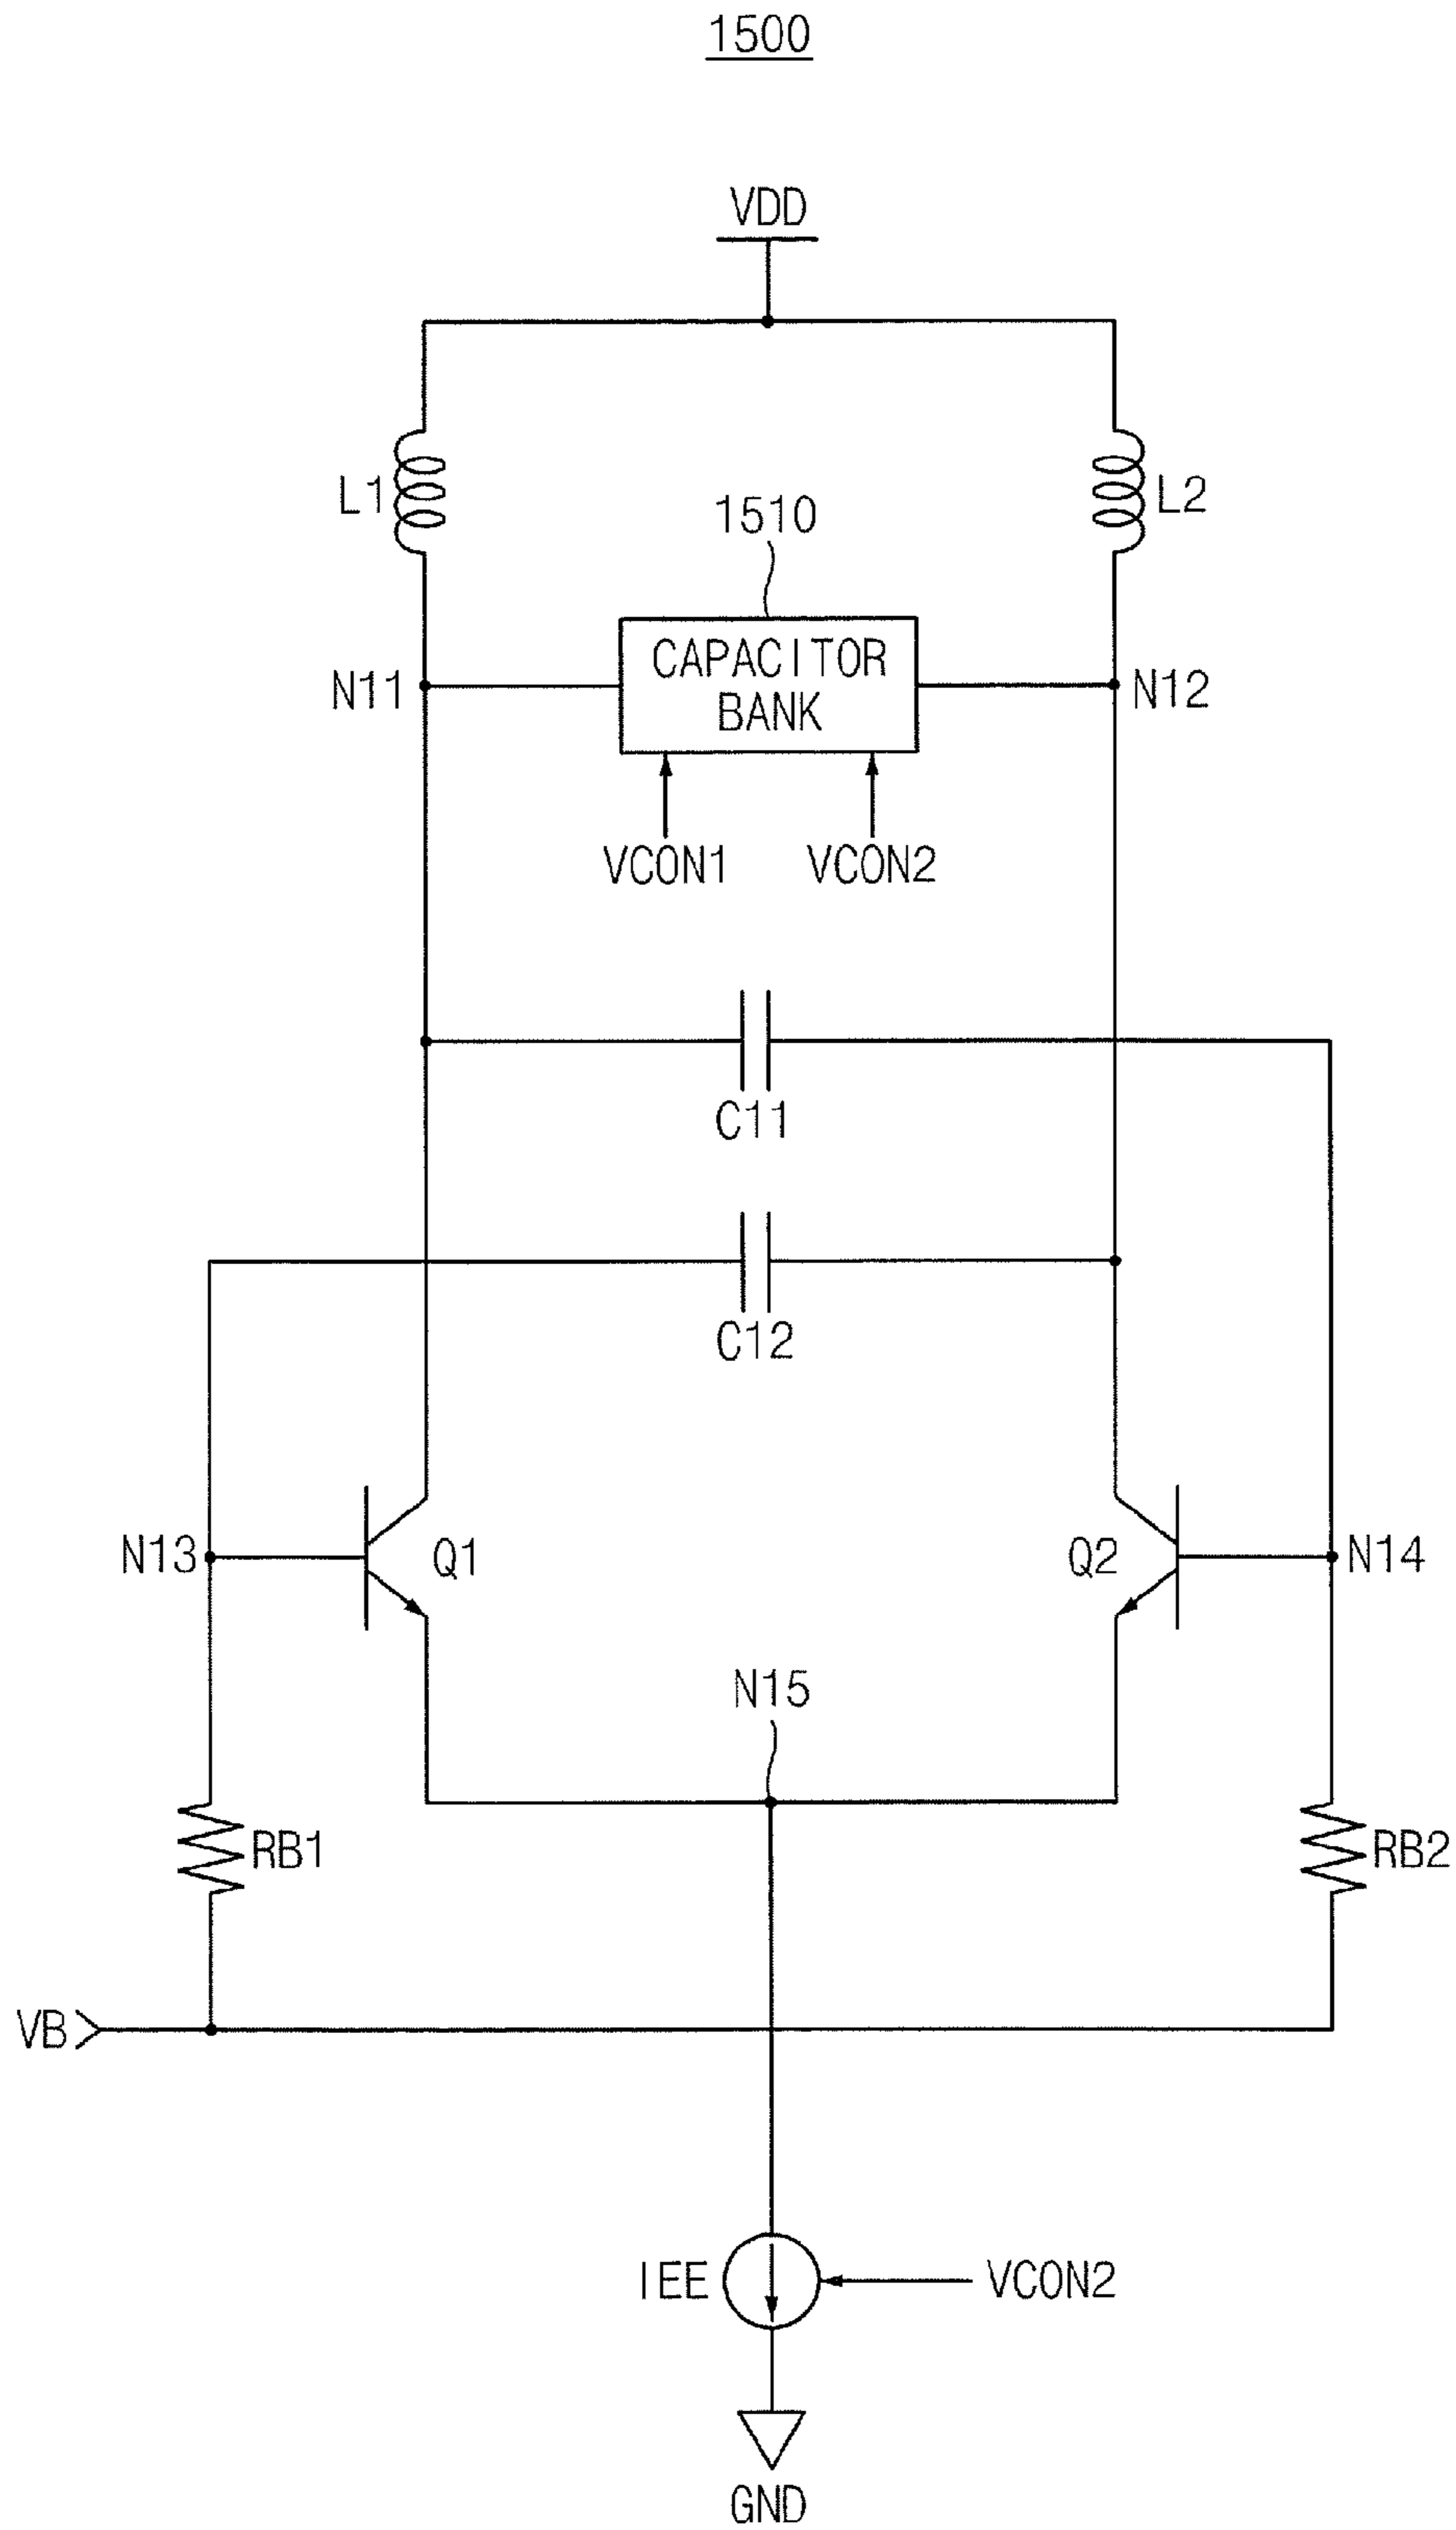 1500
VDD
L1
L2
1510
CAPACITOR
BANK
N11
N12
VCON1
VCON2
C11
C12
N13
Q1
Q2
N14
N15
RB1
RB2
VB
IEE
VCON2
GND